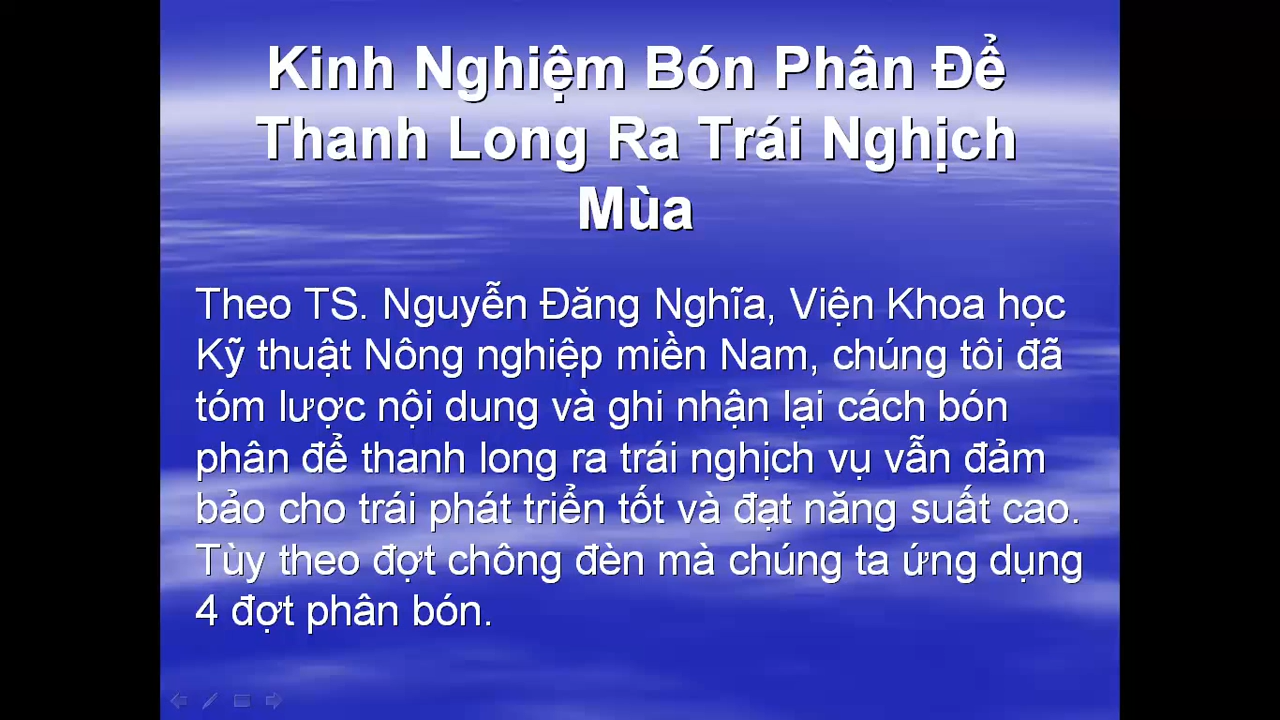 Kinh Nghiệm Bón Phân Để
Thanh Long Ra Trái Nghịch
Mùa
Theo TS. Nguyễn Đăng Nghĩa, Viện Khoa học
Kỹ thuật Nông nghiệp miền Nam, chúng tôi đã
tóm lược nội dung và ghi nhận lại cách bón
phân để thanh long ra trái nghịch vụ vẫn đảm
bảo cho trái phát triển tốt và đạt năng suất cao.
Tùy theo đợt chông đèn mà chúng ta ứng dụng
4 đợt phân bón.